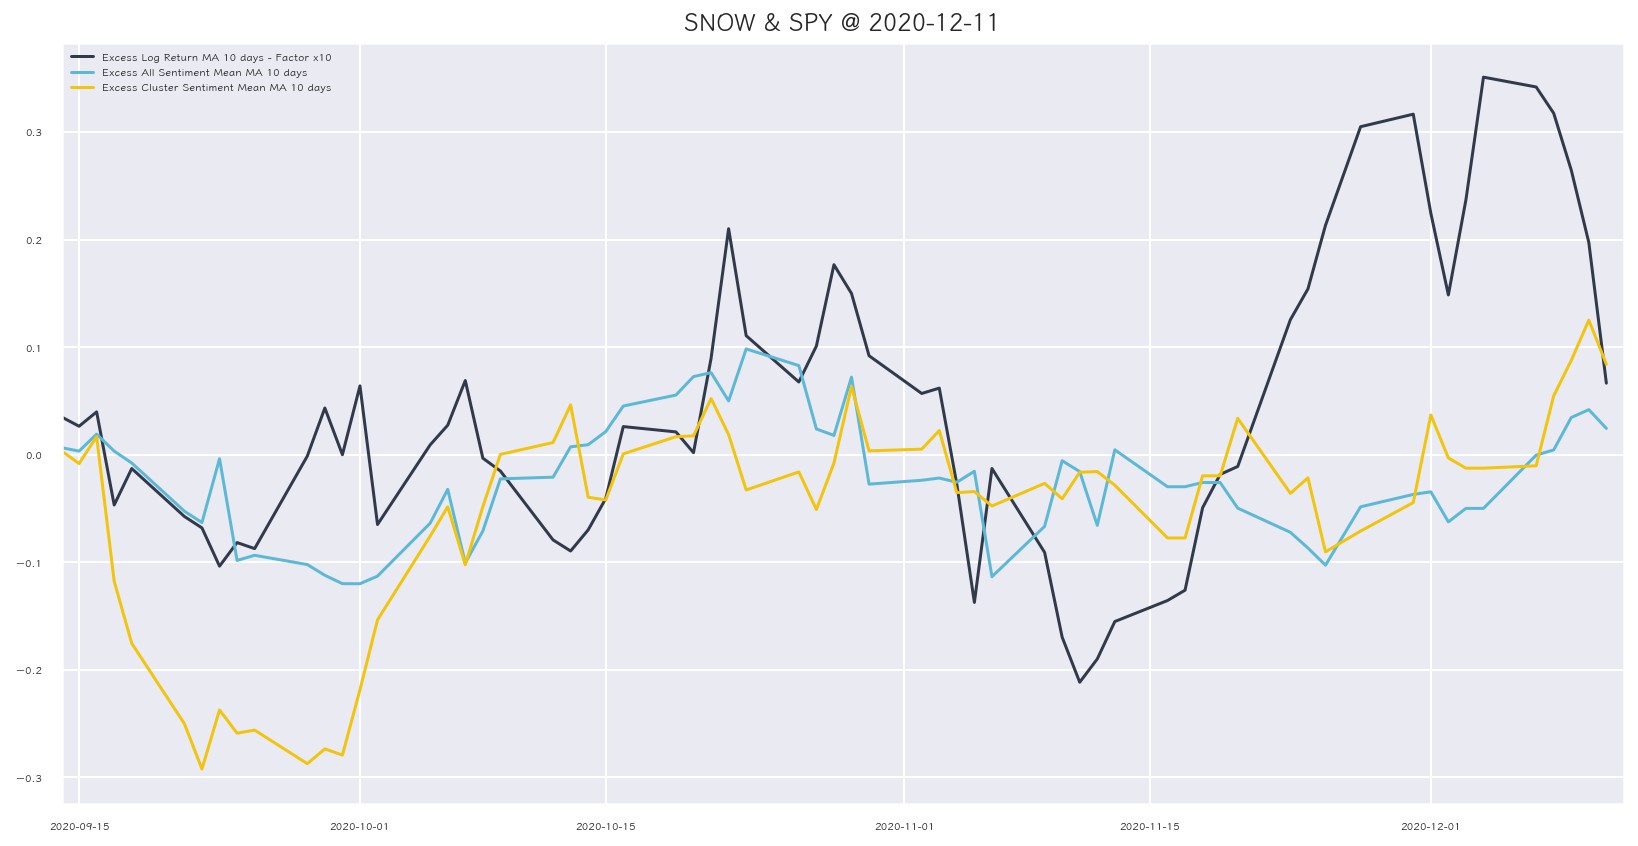 SNOW & SPY @ 2020-12-11
Excess Log Return MA 10 days - Factor x10
Excess All Sentiment Mean MA 10 days
Excess Cluster Sentiment Mean MA 10 days
0.3
0.2
0.1
0.0
−0.1
−0.2
−0.3
2020-09-15 2020-10-01 2020-10-15 2020-11-01 2020-11-15 2020-12-01